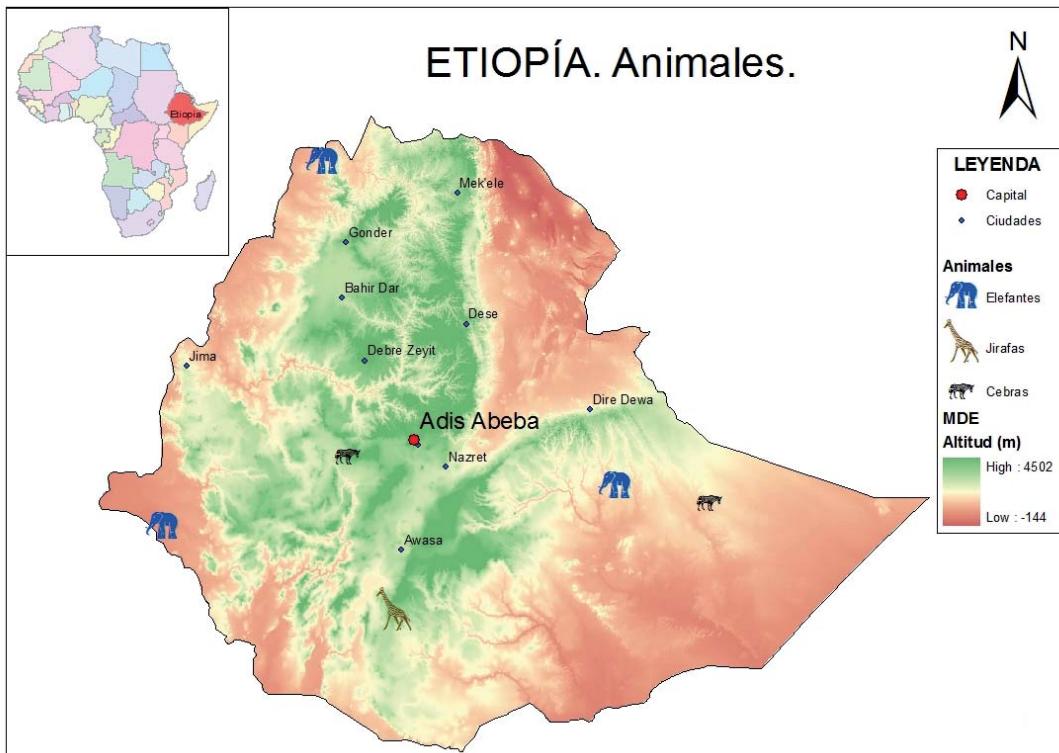 ETIOPÍA. Animales.
N
Etiopía
LEYENDA
Capital
Ciudades
Animales
Elefantes
Jirafas
Cebras
MDE
Altitud (m)
High : 4502
Low : -144
Mek'ele
Gonder
Bahir Dar
Dese
Debre Zeyit
Jima
Dire Dewa
Adis Abeba
Nazret
Awasa